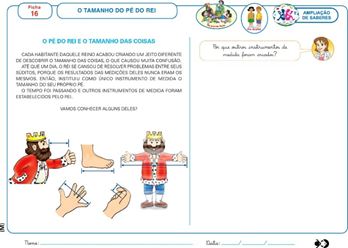 Ficha
16
O TAMANHO DO PÉ DO REI
AMPLIAÇÃO
DE SABERES
O PÉ DO REI E O TAMANHO DAS COISAS
CADA HABITANTE DAQUELE REINO ACABOU CRIANDO UM JEITO DIFERENTE
DE DESCOBRIR O TAMANHO DAS COISAS, O QUE CAUSOU MUITA CONFUSÃO.
ATÉ QUE UM DIA, O REI SE CANSOU DE RESOLVER PROBLEMAS ENTRE SEUS
SÚDITOS, PORQUE OS RESULTADOS DAS MEDIÇÕES DELES NUNCA ERAM OS
MESMOS. ENTÃO, INSTITUIU COMO ÚNICO INSTRUMENTO DE MEDIDA O
TAMANHO DO SEU PRÓPRIO PÉ.
O TEMPO FOI PASSANDO E OUTROS INSTRUMENTOS DE MEDIDA FORAM
ESTABELECIDOS PELO REI.
VAMOS CONHECER ALGUNS DELES?
Por que outros instrumentos de
medida foram criados?
Nome:
Data: / /